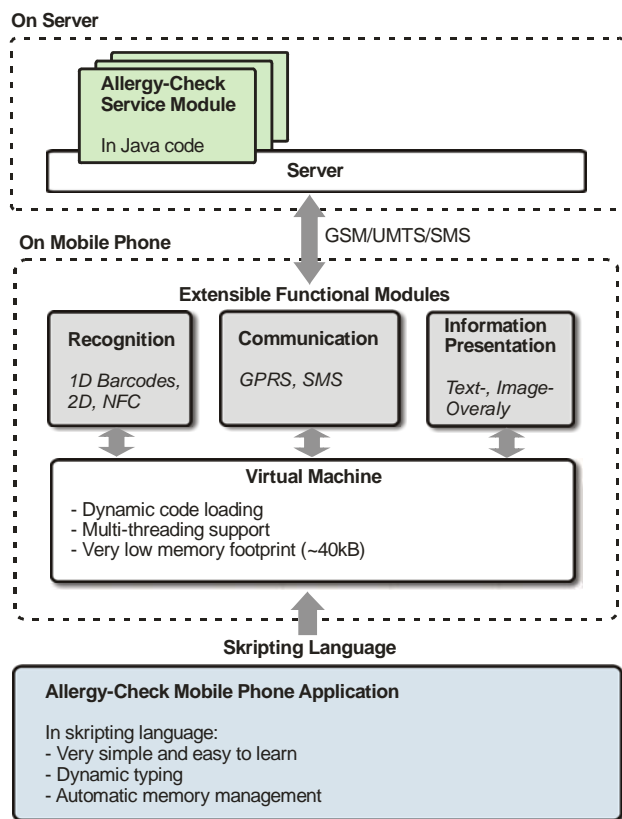 On Server
Allergy-Check
Service Module
In Java code
Server
GSM/UMTS/SMS
On Mobile Phone
Extensible Functional Modules
Recognition
1D Barcodes,
2D, NFC
Communication
GPRS, SMS
Information
Presentation
Text-, Image-
Overaly
Virtual Machine
- Dynamic code loading
- Multi-threading support
- Very low memory footprint (~40kB)
Skripting Language
Allergy-Check Mobile Phone Application
In skripting language:
- Very simple and easy to learn
- Dynamic typing
- Automatic memory management